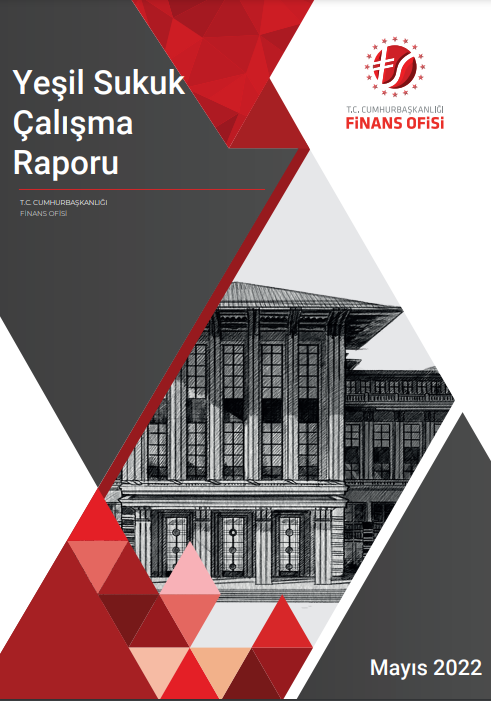 Yeşil Sukuk
Çalışma
Raporu
T.C. CUMHURBAŞKANLIĞI
FİNANS OFİSİ
T.C. CUMHURBAŞKANLIĞI
FİNANS OFİSİ
Mayıs 2022